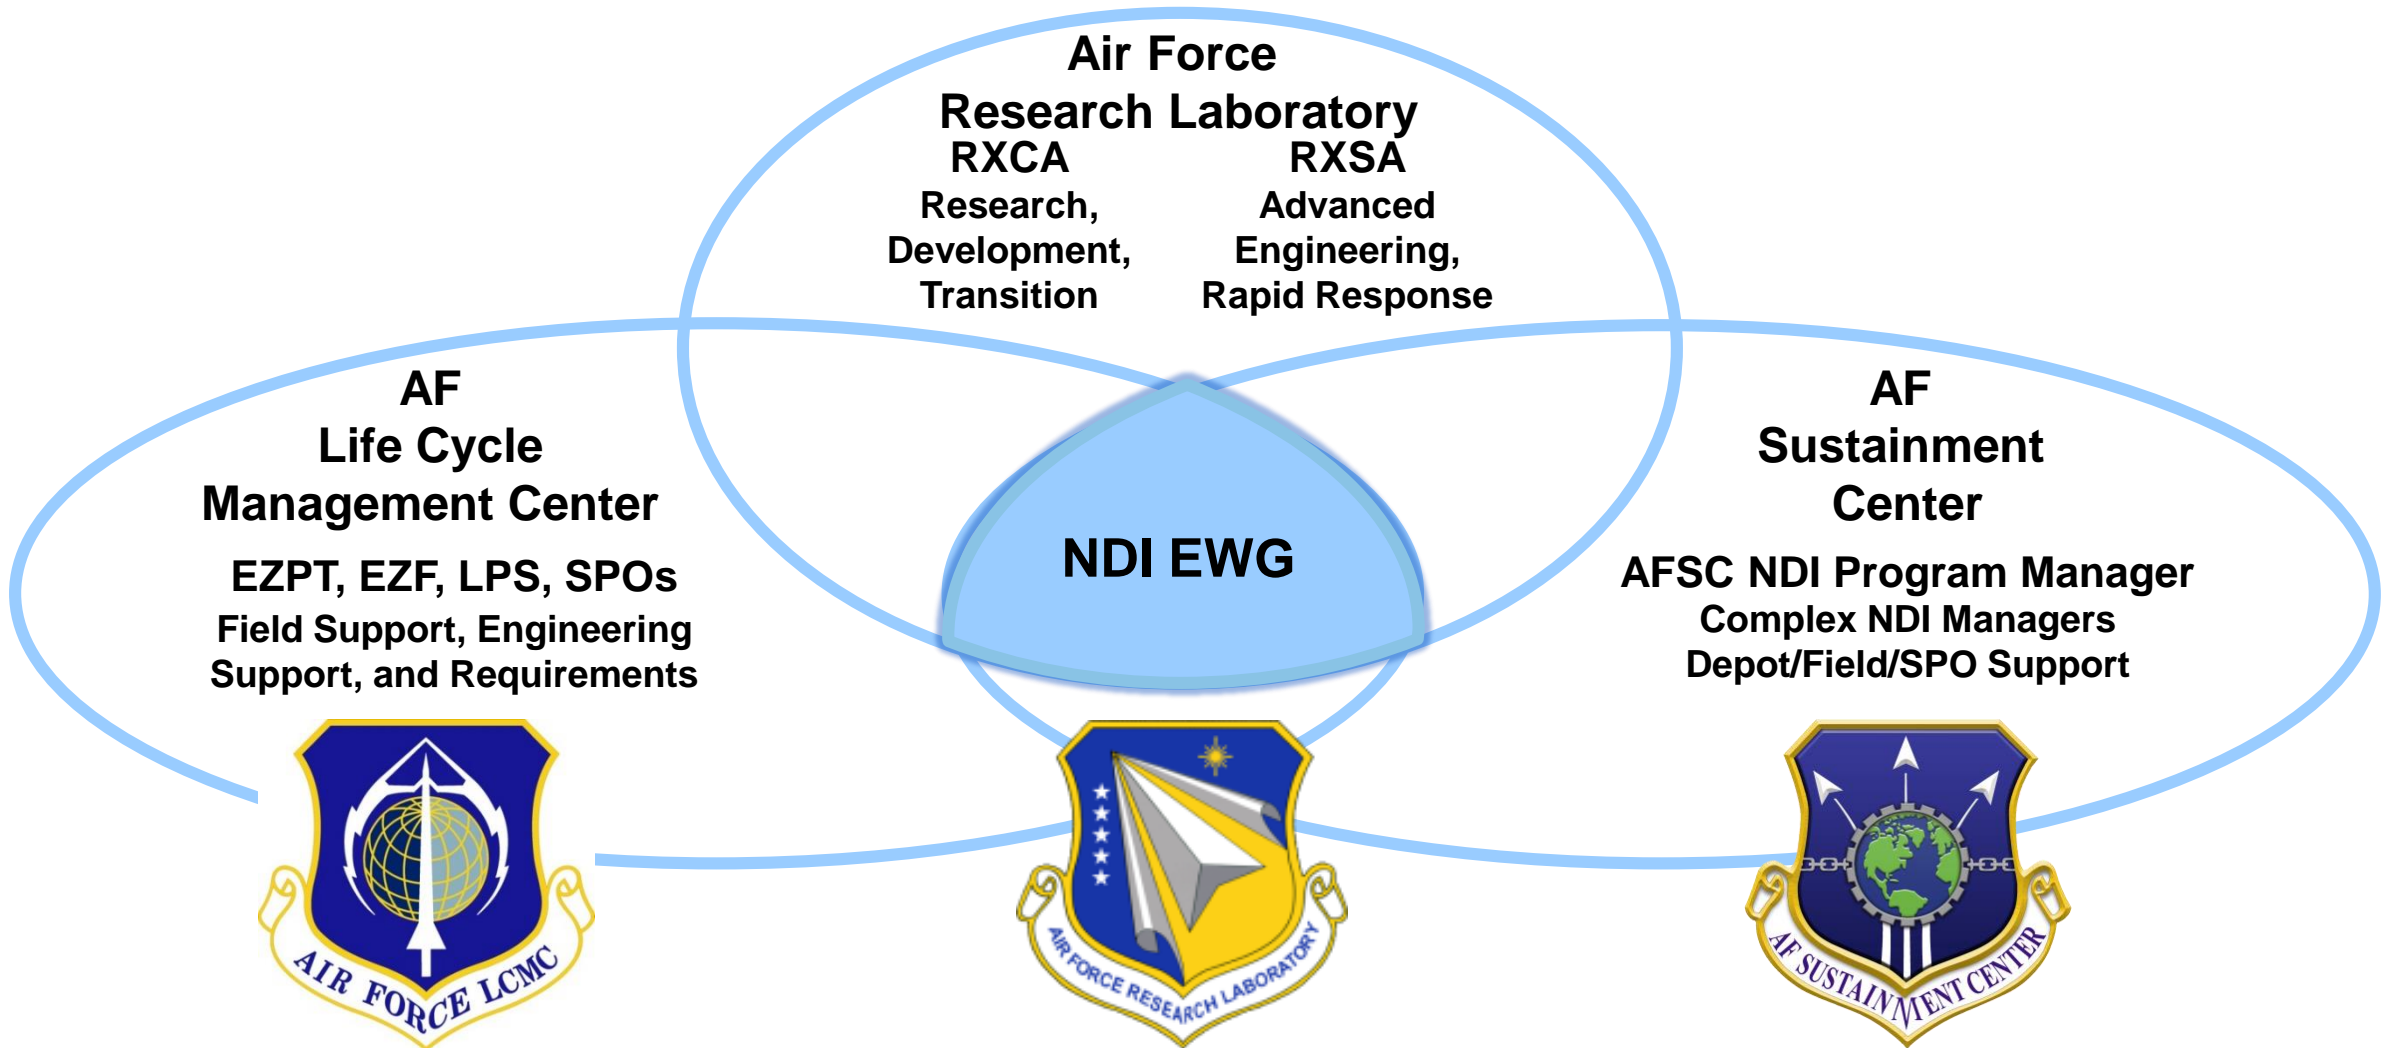 Air Force
Research Laboratory
RXCA
Research,
Development,
Transition
RXSA
Advanced
Engineering,
Rapid Response
AF
Life Cycle
Management Center
EZPT, EZF, LPS, SPOs
Field Support, Engineering
Support, and Requirements
NDI EWG
AF
Sustainment
Center
AFSC NDI Program Manager
Complex NDI Managers
Depot/Field/SPO Support
AIR FORCE LCMC
AIR FORCE RESEARCH LABORATORY
AF SUSTAINMENT CENTER